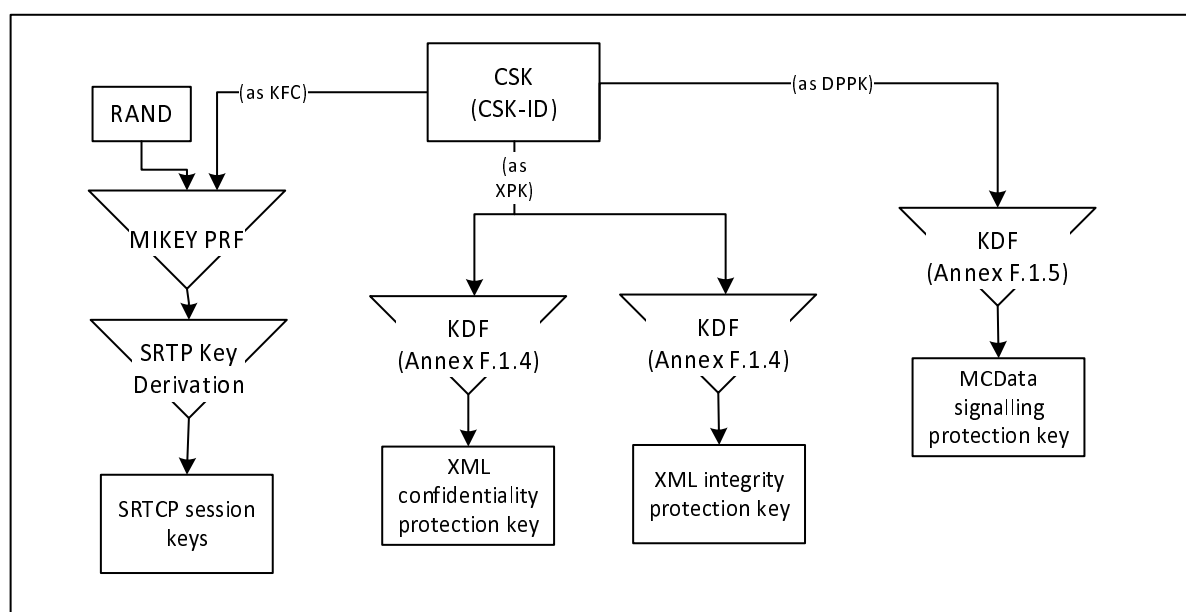 CSK
(CSK-ID)
(as KFC)
(as DPPK)
RAND
(as
XPK)
MIKEY PRF
KDF
(Annex F.1.5)
SRTP Key
Derivation
KDF
(Annex F.1.4)
KDF
(Annex F.1.4)
MCData
signalling
protection key
SRTCP session
keys
XML
confidentiality
protection key
XML integrity
protection key